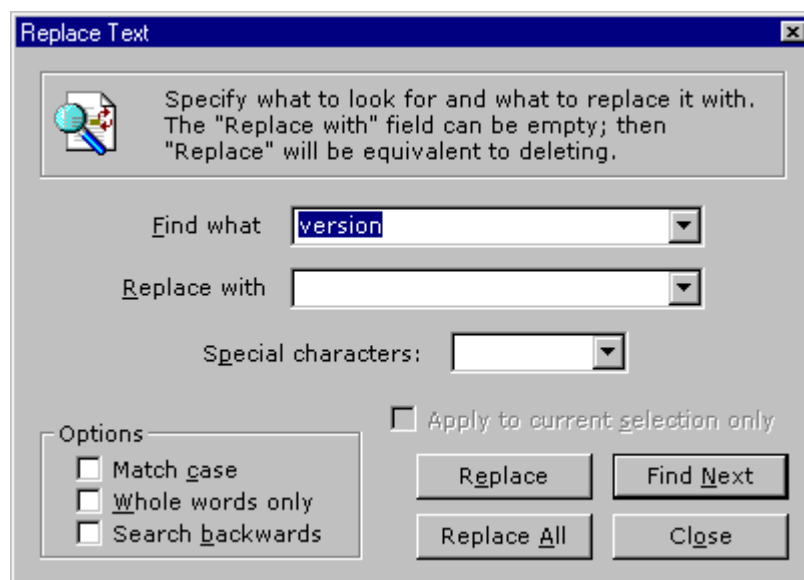 Replace Text
Specify what to look for and what to replace it with.
The "Replace with" field can be empty; then
"Replace" will be equivalent to deleting.
Find what version
Replace with
Special characters:
Apply to current selection only
Options
Match case
Whole words only
Search backwards
Replace Find Next
Replace All Close